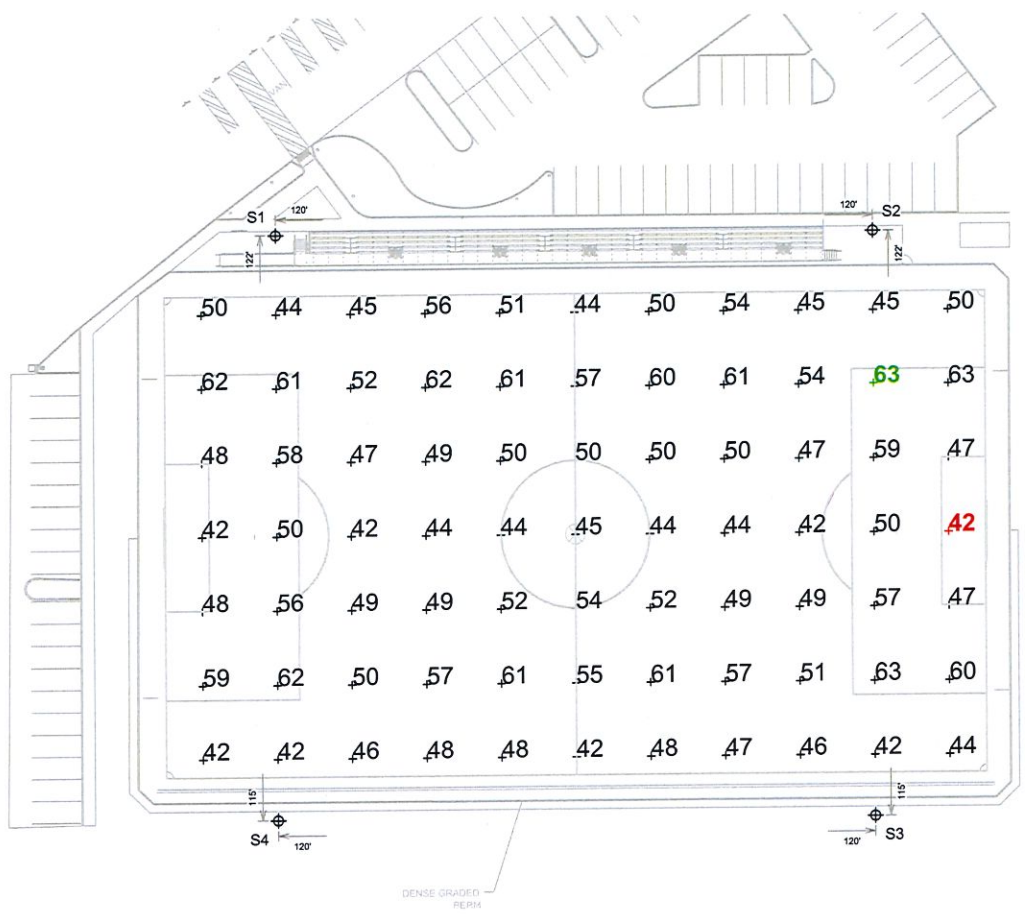 VAN
S1 120' 120' S2
122' 122'
50 44 45 56 51 44 50 54 45 45 50
62 61 52 62 61 57 60 61 54 63 63
48 58 47 49 50 50 50 50 47 59 47
42 50 42 44 44 45 44 44 42 50 42
48 56 49 49 52 54 52 49 49 57 47
59 62 50 57 61 55 61 57 51 63 60
42 42 46 48 48 42 48 47 46 42 44
115' 115'
S4 120' 120' S3
DENSE GRADED
PERM